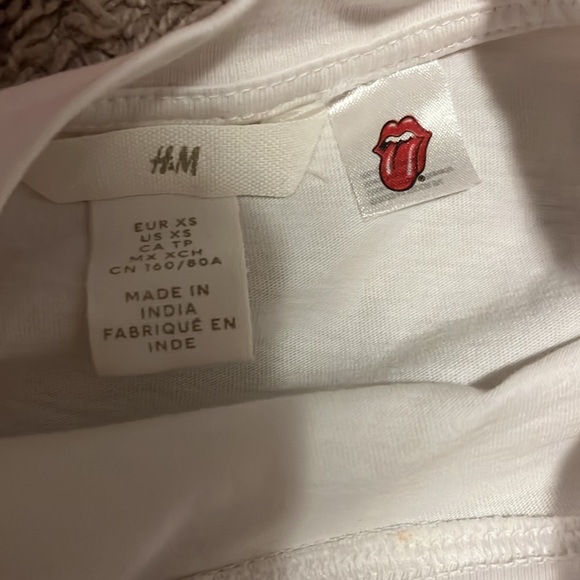 H&M
EUR XS
US XS
CA TP
MX XCH
CN 160/80A
MADE IN
INDIA
FABRIQUÉ EN
INDE
®